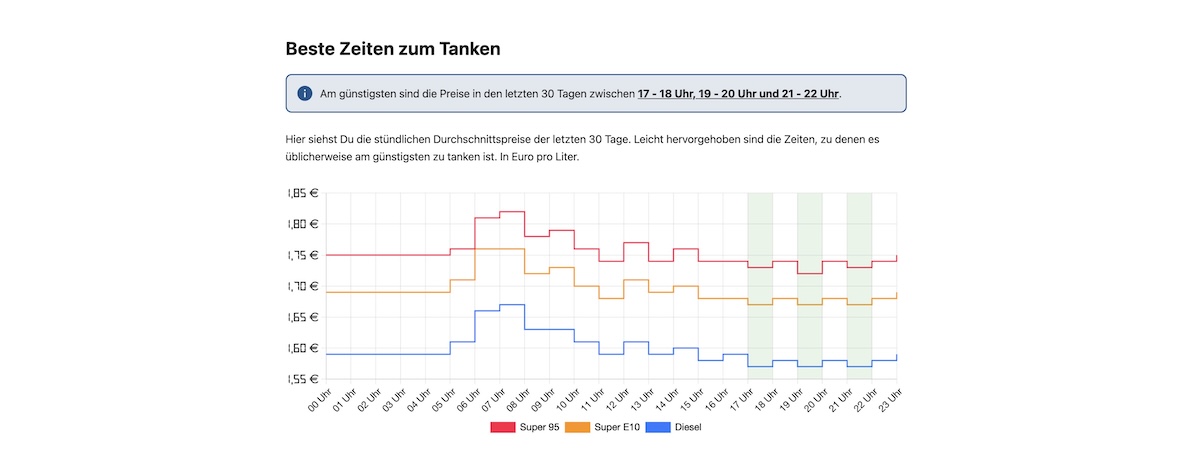 Beste Zeiten zum Tanken
Am günstigsten sind die Preise in den letzten 30 Tagen zwischen 17 - 18 Uhr, 19 - 20 Uhr und 21 - 22 Uhr.
Hier siehst Du die stündlichen Durchschnittspreise der letzten 30 Tage. Leicht hervorgehoben sind die Zeiten, zu denen es
üblicherweise am günstigsten zu tanken ist. In Euro pro Liter.
1,85 €
1,80 €
1,75 €
1,70 €
1,65 €
1,60 €
1,55 €
00 Uhr
01 Uhr
02 Uhr
03 Uhr
04 Uhr
05 Uhr
06 Uhr
07 Uhr
08 Uhr
09 Uhr
10 Uhr
11 Uhr
12 Uhr
13 Uhr
14 Uhr
15 Uhr
16 Uhr
17 Uhr
18 Uhr
19 Uhr
20 Uhr
21 Uhr
22 Uhr
23 Uhr
Super 95 Super E10 Diesel